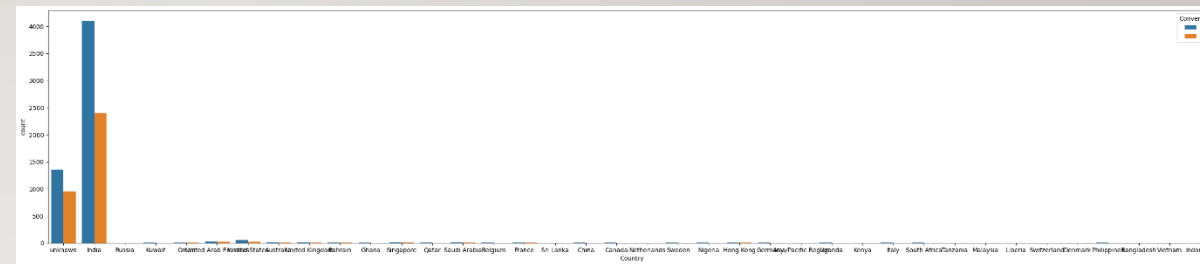 Conver
4000
3500
3000
2500
2000
1500
1000
500
0
count
unknown India Russia Kuwait Oman United Arab Emirates United States Australia United Kingdom Bahrain Ghana Singapore Qatar Saudi Arabia Belgium France Sri Lanka China Canada Netherlands Sweden Nigeria Hong Kong Germany Asia/Pacific Region Uganda Kenya Italy South Africa Tanzania Malaysia Liberia Switzerland Denmark Philippines Bangladesh Vietnam Indon
Country